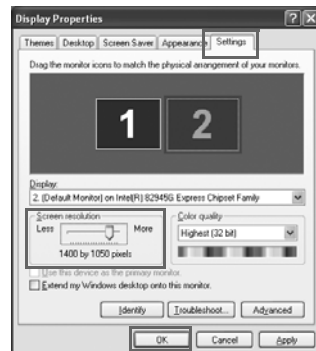 Display Properties
Themes Desktop Screen Saver Appearance Settings
Drag the monitor icons to match the physical arrangement of your monitors.
1 2
Display:
2. (Default Monitor) on Intel(R) 82945G Express Chipset Family
Screen resolution
Less More
1400 by 1050 pixels
Color quality
Highest (32 bit)
Use this device as the primary monitor.
Extend my Windows desktop onto this monitor.
Identify Troubleshoot... Advanced
OK Cancel Apply